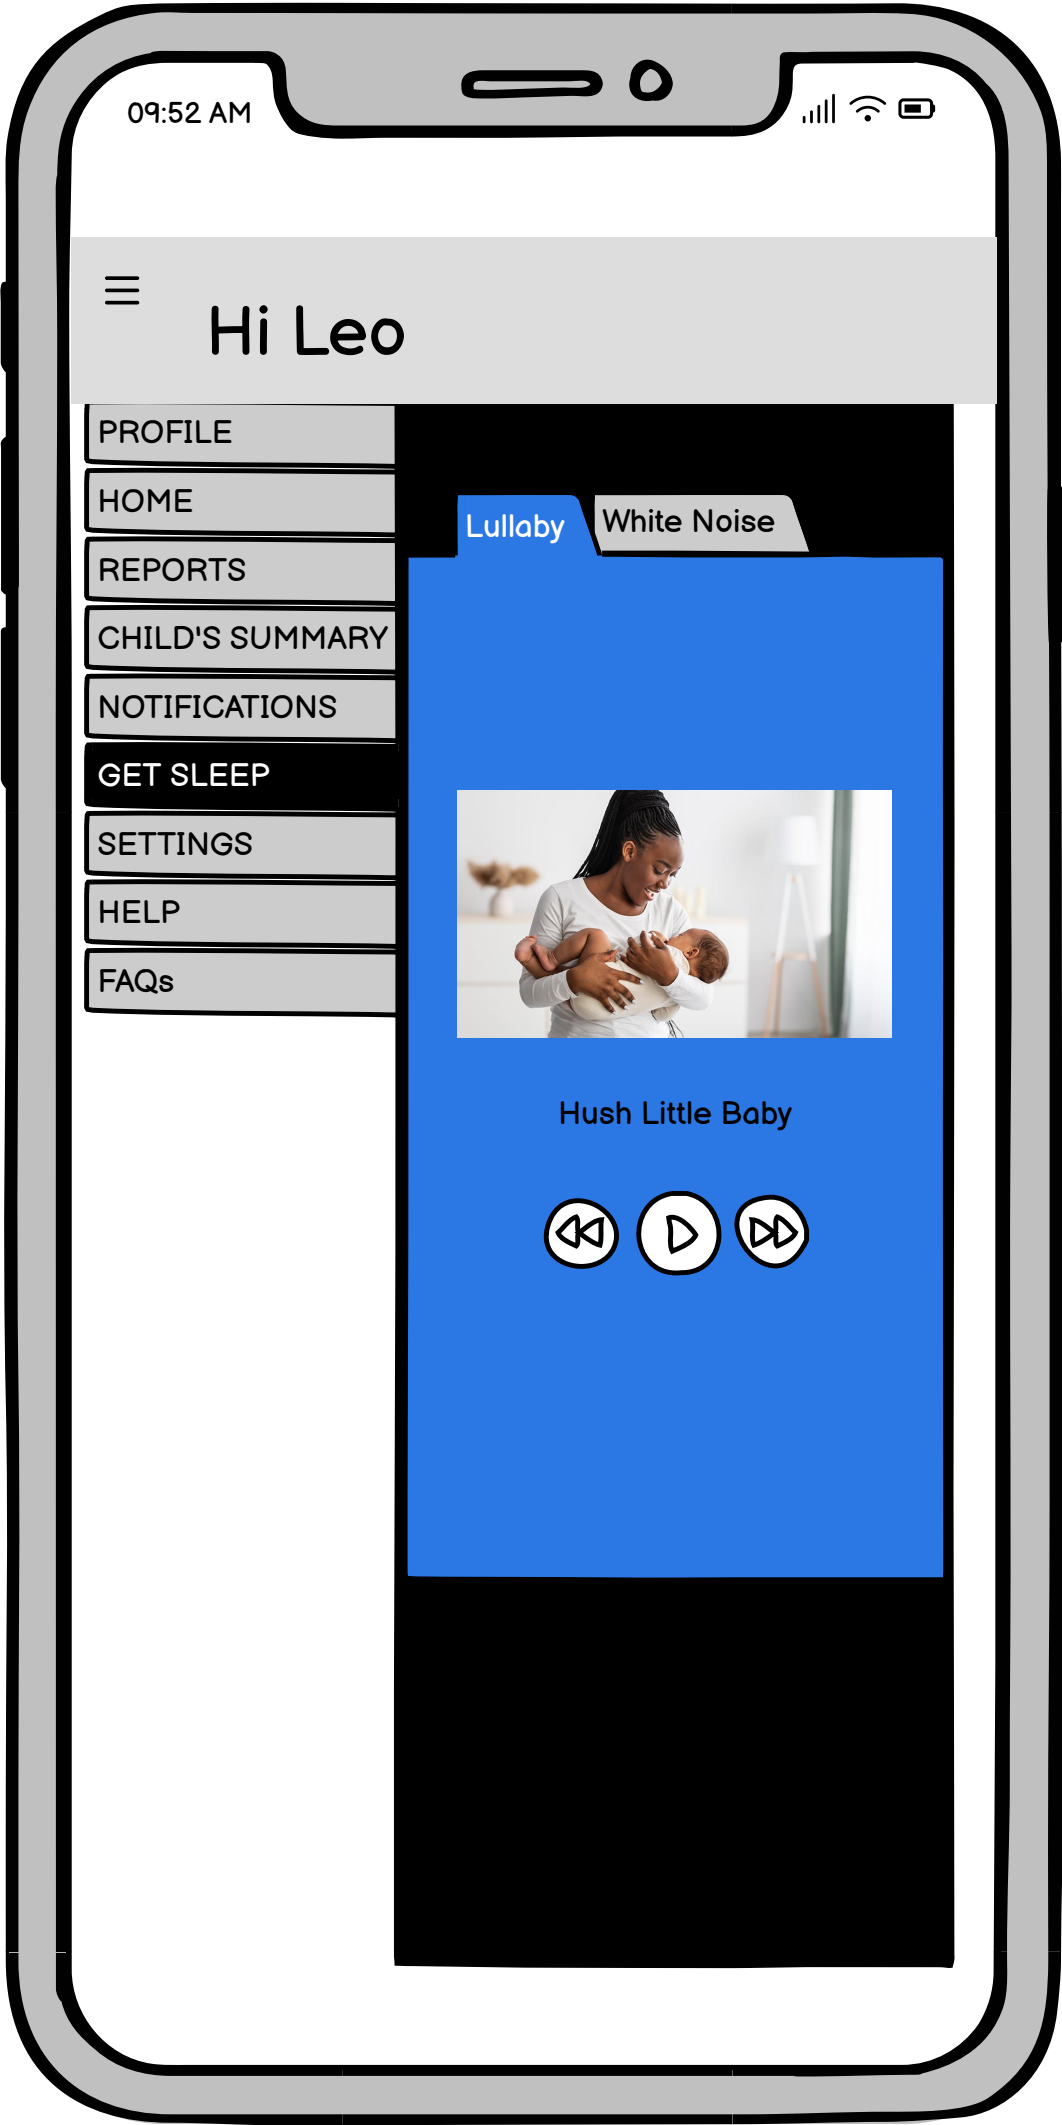 09:52 AM
Hi Leo
PROFILE
HOME
REPORTS
CHILD'S SUMMARY
NOTIFICATIONS
GET SLEEP
SETTINGS
HELP
FAQs
Lullaby
White Noise
Hush Little Baby